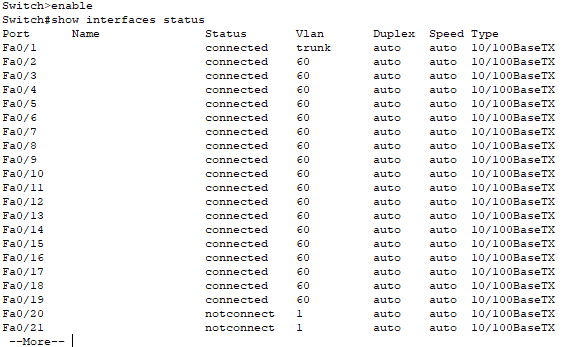 Switch>enable
Switch#show interfaces status
Port Name Status Vlan Duplex Speed Type
Fa0/1 connected trunk auto auto 10/100BaseTX
Fa0/2 connected 60 auto auto 10/100BaseTX
Fa0/3 connected 60 auto auto 10/100BaseTX
Fa0/4 connected 60 auto auto 10/100BaseTX
Fa0/5 connected 60 auto auto 10/100BaseTX
Fa0/6 connected 60 auto auto 10/100BaseTX
Fa0/7 connected 60 auto auto 10/100BaseTX
Fa0/8 connected 60 auto auto 10/100BaseTX
Fa0/9 connected 60 auto auto 10/100BaseTX
Fa0/10 connected 60 auto auto 10/100BaseTX
Fa0/11 connected 60 auto auto 10/100BaseTX
Fa0/12 connected 60 auto auto 10/100BaseTX
Fa0/13 connected 60 auto auto 10/100BaseTX
Fa0/14 connected 60 auto auto 10/100BaseTX
Fa0/15 connected 60 auto auto 10/100BaseTX
Fa0/16 connected 60 auto auto 10/100BaseTX
Fa0/17 connected 60 auto auto 10/100BaseTX
Fa0/18 connected 60 auto auto 10/100BaseTX
Fa0/19 connected 60 auto auto 10/100BaseTX
Fa0/20 notconnect 1 auto auto 10/100BaseTX
Fa0/21 notconnect 1 auto auto 10/100BaseTX
--More--